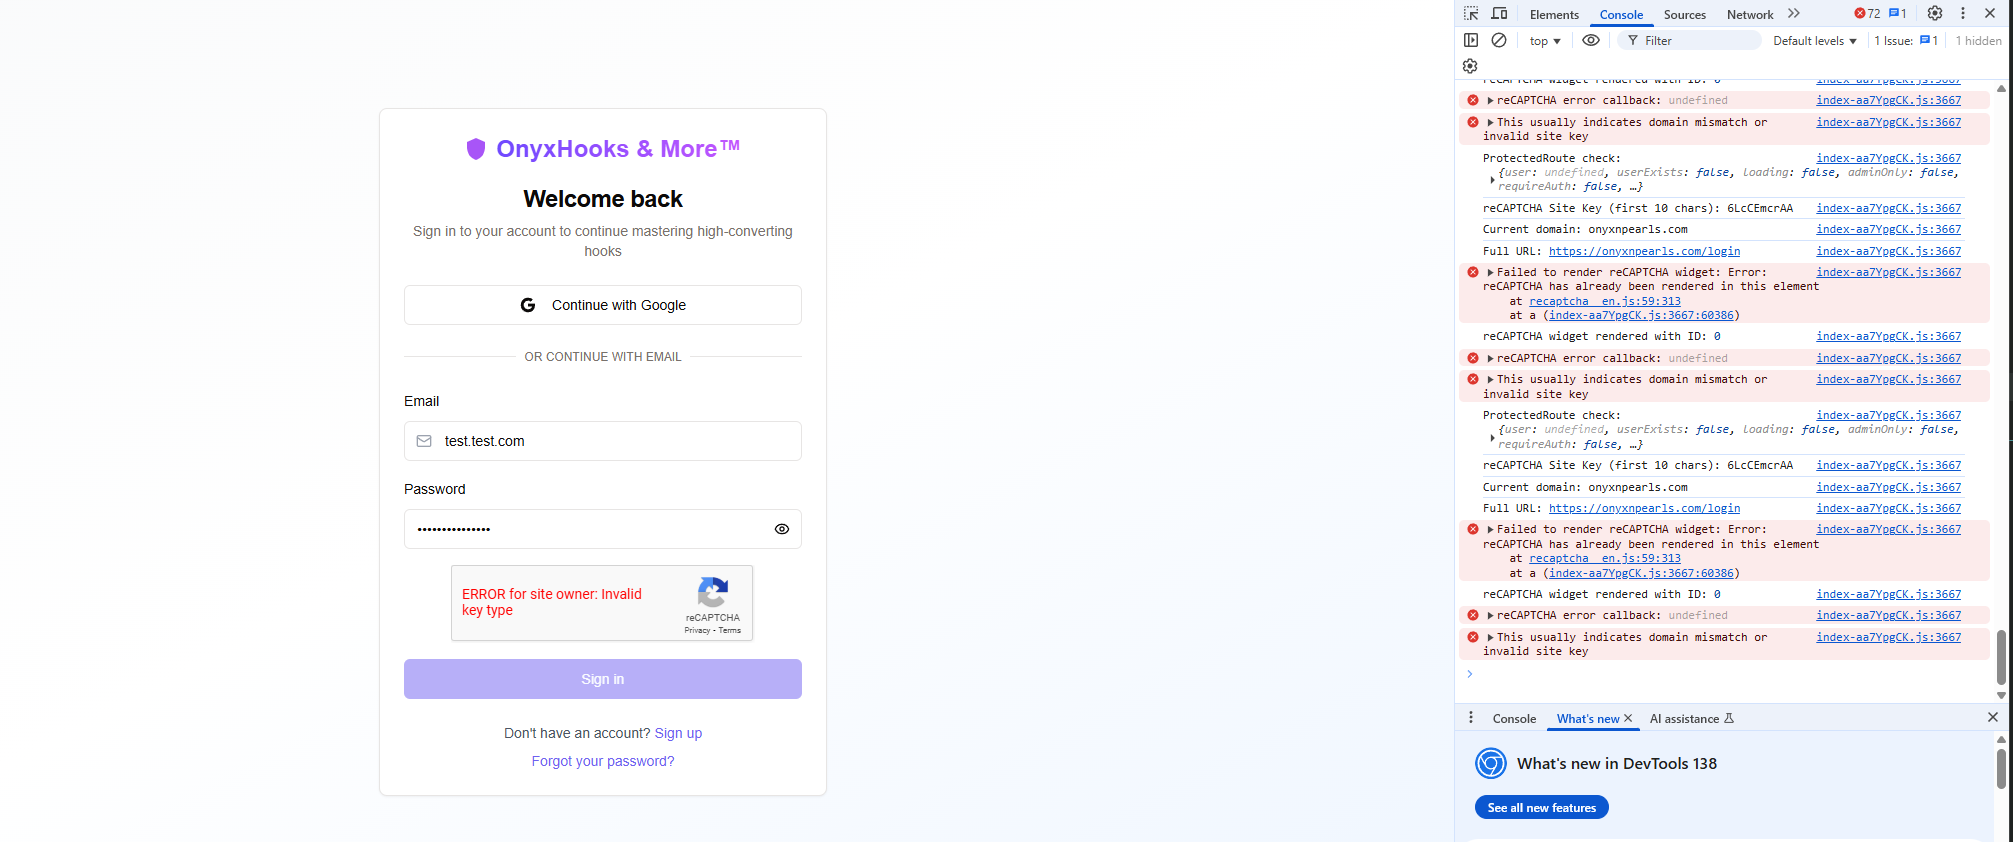 OnyxHooks & More™
Welcome back
Sign in to your account to continue mastering high-converting
hooks
Continue with Google
OR CONTINUE WITH EMAIL
Email
test.test.com
Password
•••••••••••••••
ERROR for site owner: Invalid
key type
reCAPTCHA
Privacy - Terms
Sign in
Don't have an account? Sign up
Forgot your password?
Elements Console Sources Network 72 1
top Filter Default levels 1 Issue: 1 1 hidden
reCAPTCHA widget rendered with ID: 0 index-aa7YpgCK.js:3667
reCAPTCHA error callback: undefined index-aa7YpgCK.js:3667
This usually indicates domain mismatch or index-aa7YpgCK.js:3667
invalid site key
ProtectedRoute check: index-aa7YpgCK.js:3667
{user: undefined, userExists: false, loading: false, adminOnly: false,
requireAuth: false, …}
reCAPTCHA Site Key (first 10 chars): 6LcCEmcrAA index-aa7YpgCK.js:3667
Current domain: onyxnpearls.com index-aa7YpgCK.js:3667
Full URL: https://onyxnpearls.com/login index-aa7YpgCK.js:3667
Failed to render reCAPTCHA widget: Error: index-aa7YpgCK.js:3667
reCAPTCHA has already been rendered in this element
at recaptcha__en.js:59:313
at a (index-aa7YpgCK.js:3667:60386)
reCAPTCHA widget rendered with ID: 0 index-aa7YpgCK.js:3667
reCAPTCHA error callback: undefined index-aa7YpgCK.js:3667
This usually indicates domain mismatch or index-aa7YpgCK.js:3667
invalid site key
ProtectedRoute check: index-aa7YpgCK.js:3667
{user: undefined, userExists: false, loading: false, adminOnly: false,
requireAuth: false, …}
reCAPTCHA Site Key (first 10 chars): 6LcCEmcrAA index-aa7YpgCK.js:3667
Current domain: onyxnpearls.com index-aa7YpgCK.js:3667
Full URL: https://onyxnpearls.com/login index-aa7YpgCK.js:3667
Failed to render reCAPTCHA widget: Error: index-aa7YpgCK.js:3667
reCAPTCHA has already been rendered in this element
at recaptcha__en.js:59:313
at a (index-aa7YpgCK.js:3667:60386)
reCAPTCHA widget rendered with ID: 0 index-aa7YpgCK.js:3667
reCAPTCHA error callback: undefined index-aa7YpgCK.js:3667
This usually indicates domain mismatch or index-aa7YpgCK.js:3667
invalid site key
Console What's new AI assistance
What's new in DevTools 138
See all new features